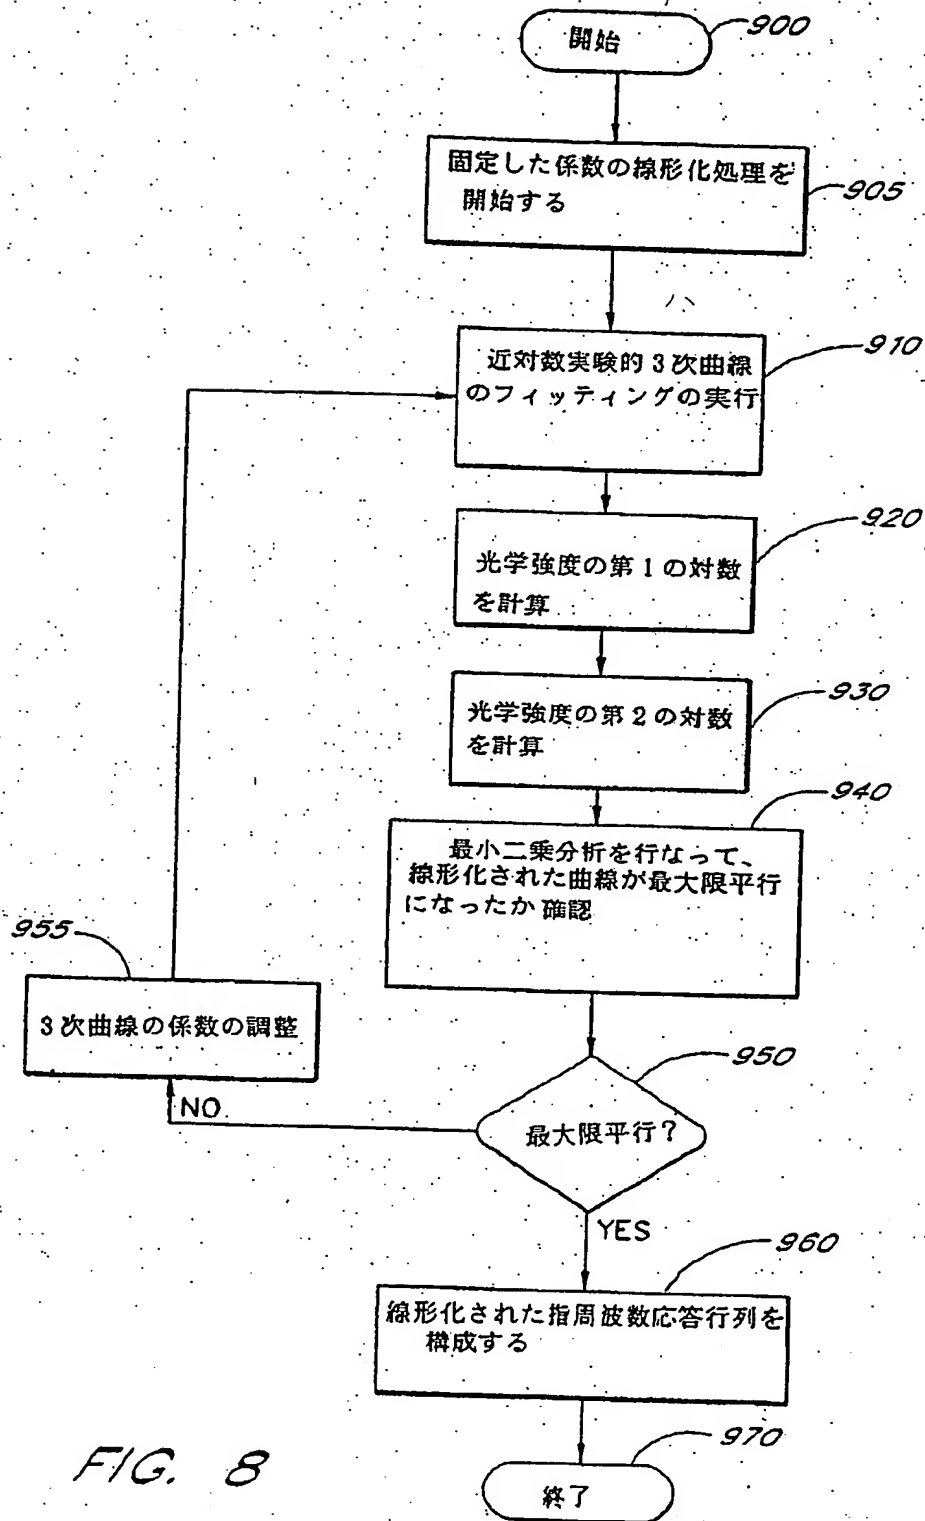 開始
900
固定した係数の線形化処理を
開始する
905
近対数実験的3次曲線
のフィッティングの実行
910
光学強度の第1の対数
を計算
920
光学強度の第2の対数
を計算
930
940
最小二乗分析を行なって、
線形化された曲線が最大限平行
になったか確認
955
3次曲線の係数の調整
950
最大限平行?
NO
YES
960
線形化された指周波数応答行列を
構成する
970
終了
FIG. 8